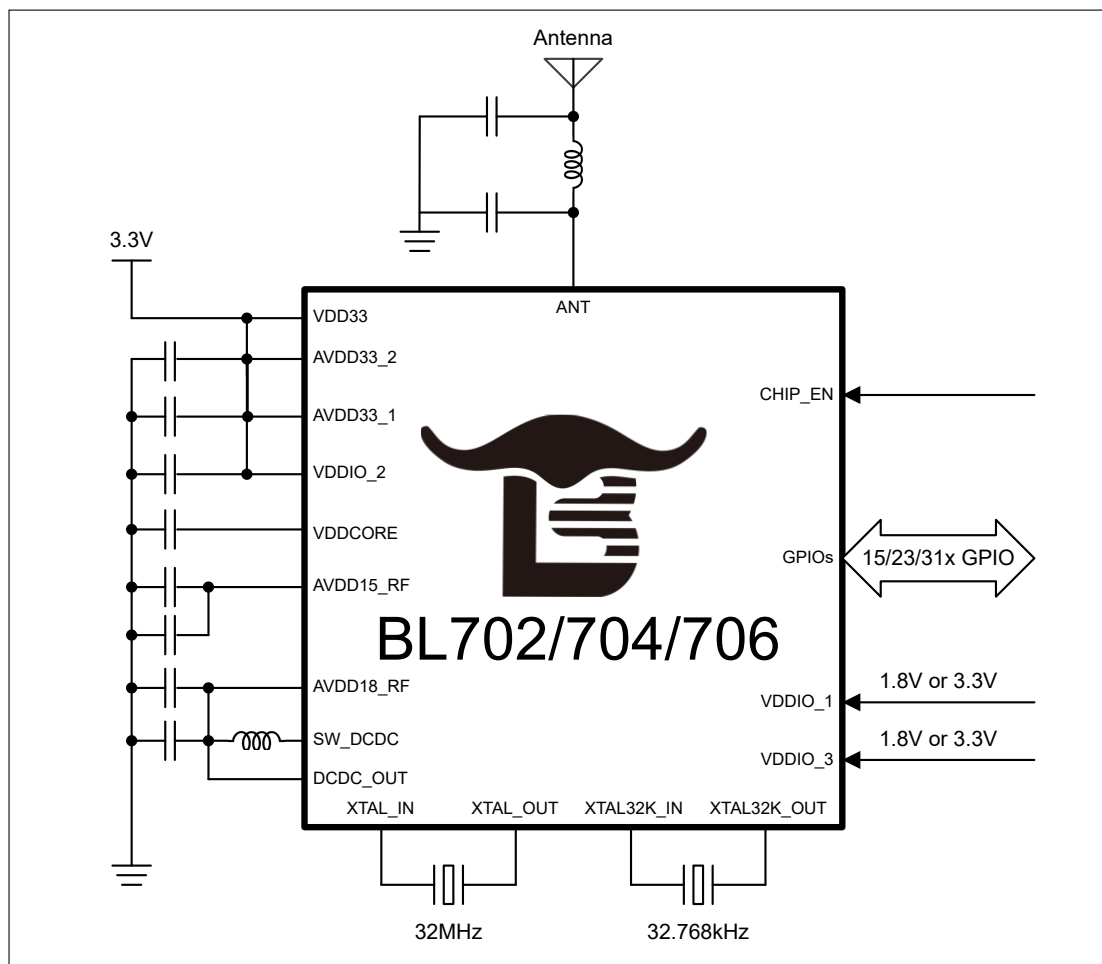 Antenna
3.3V
ANT
VDD33
AVDD33_2
CHIP_EN
AVDD33_1
VDDIO_2
VDDCORE
GPIOs
15/23/31x GPIO
AVDD15_RF
BL702/704/706
AVDD18_RF
1.8V or 3.3V
VDDIO_1
SW_DCDC
1.8V or 3.3V
VDDIO_3
DCDC_OUT
XTAL_IN
XTAL_OUT
XTAL32K_IN
XTAL32K_OUT
32MHz
32.768kHz